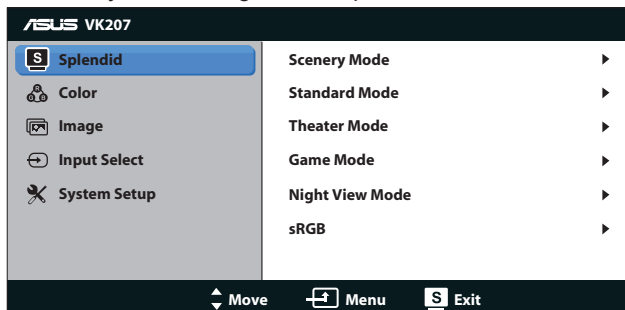 ASUS VK207
S Splendid
Color
Image
Input Select
System Setup
Scenery Mode
Standard Mode
Theater Mode
Game Mode
Night View Mode
sRGB
Move Menu S Exit